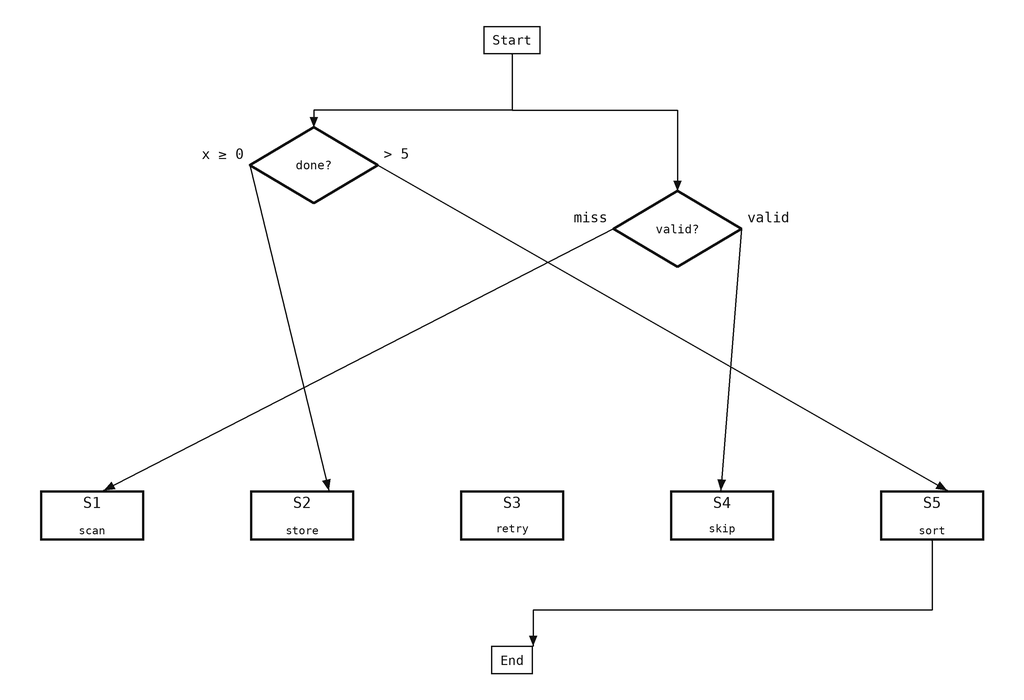 Start
x ≥ 0
done?
> 5
miss
valid?
valid
S1
scan
S2
store
S3
retry
S4
skip
S5
sort
End